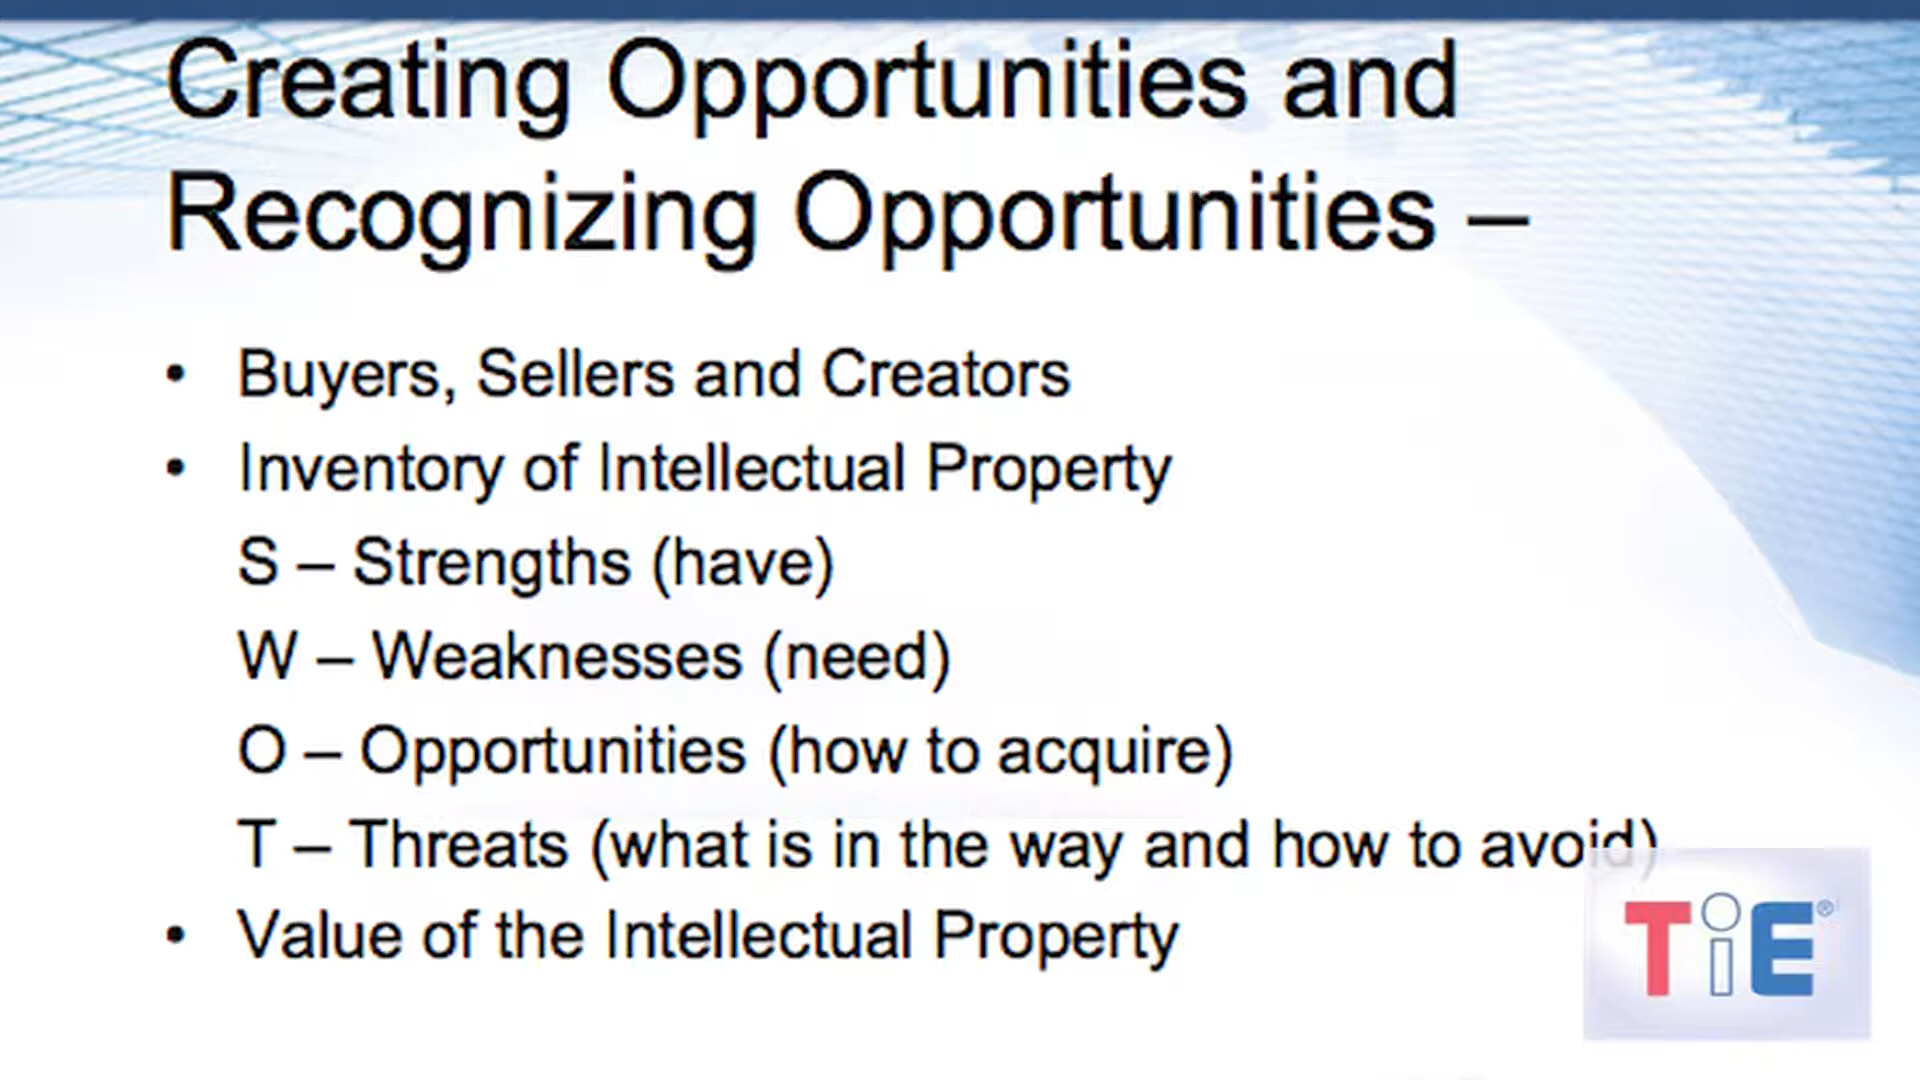 Creating Opportunities and
Recognizing Opportunities –
• Buyers, Sellers and Creators
• Inventory of Intellectual Property
S – Strengths (have)
W – Weaknesses (need)
O – Opportunities (how to acquire)
T – Threats (what is in the way and how to avoid)
• Value of the Intellectual Property
TiE®